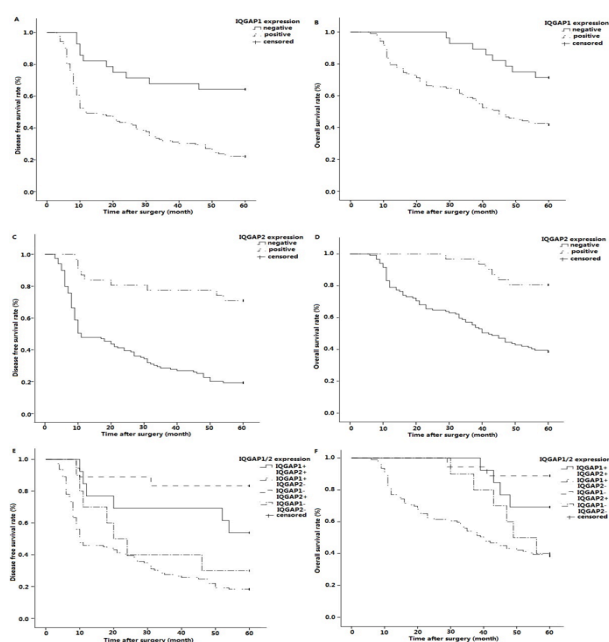 A
IQGAP1 expression
negative
positive
censored
Disease free survival rate (%)
1.0
0.8
0.6
0.4
0.2
0.0
0 10 20 30 40 50 60
Time after surgery (month)
B
IQGAP1 expression
negative
positive
censored
Overall survival rate (%)
1.0
0.8
0.6
0.4
0.2
0.0
0 10 20 30 40 50 60
Time after surgery (month)
C
IQGAP2 expression
negative
positive
censored
Disease free survival rate (%)
1.0
0.8
0.6
0.4
0.2
0.0
0 10 20 30 40 50 60
Time after surgery (month)
D
IQGAP2 expression
negative
positive
censored
Overall survival rate (%)
1.0
0.8
0.6
0.4
0.2
0.0
0 10 20 30 40 50 60
Time after surgery (month)
E
IQGAP1/2 expression
IQGAP1+
IQGAP2+
IQGAP1+
IQGAP2-
IQGAP1-
IQGAP2+
IQGAP1-
IQGAP2-
censored
Disease free survival rate (%)
1.0
0.8
0.6
0.4
0.2
0.0
0 10 20 30 40 50 60
Time after surgery (month)
F
IQGAP1/2 expression
IQGAP1+
IQGAP2+
IQGAP1+
IQGAP2-
IQGAP1-
IQGAP2+
IQGAP1-
IQGAP2-
censored
Overall survival rate (%)
1.0
0.8
0.6
0.4
0.2
0.0
0 10 20 30 40 50 60
Time after surgery (month)